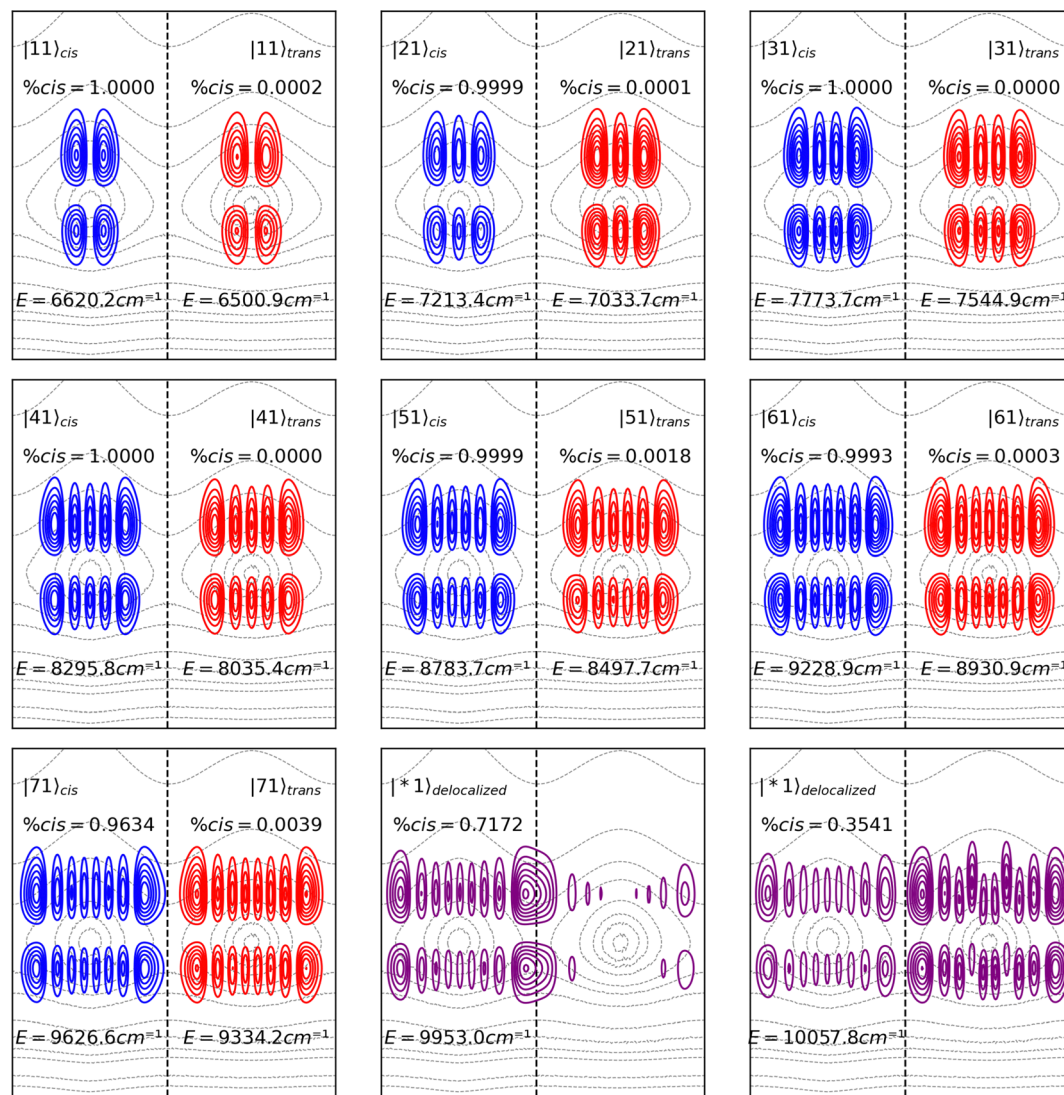 |11⟩cis |11⟩trans
%cis = 1.0000 %cis = 0.0002
E = 6620.2cm⁻¹ E = 6500.9cm⁻¹
|21⟩cis |21⟩trans
%cis = 0.9999 %cis = 0.0001
E = 7213.4cm⁻¹ E = 7033.7cm⁻¹
|31⟩cis |31⟩trans
%cis = 1.0000 %cis = 0.0000
E = 7773.7cm⁻¹ E = 7544.9cm⁻¹
|41⟩cis |41⟩trans
%cis = 1.0000 %cis = 0.0000
E = 8295.8cm⁻¹ E = 8035.4cm⁻¹
|51⟩cis |51⟩trans
%cis = 0.9999 %cis = 0.0018
E = 8783.7cm⁻¹ E = 8497.7cm⁻¹
|61⟩cis |61⟩trans
%cis = 0.9993 %cis = 0.0003
E = 9228.9cm⁻¹ E = 8930.9cm⁻¹
|71⟩cis |71⟩trans
%cis = 0.9634 %cis = 0.0039
E = 9626.6cm⁻¹ E = 9334.2cm⁻¹
|*1⟩delocalized
%cis = 0.7172
E = 9953.0cm⁻¹
|*1⟩delocalized
%cis = 0.3541
E = 10057.8cm⁻¹